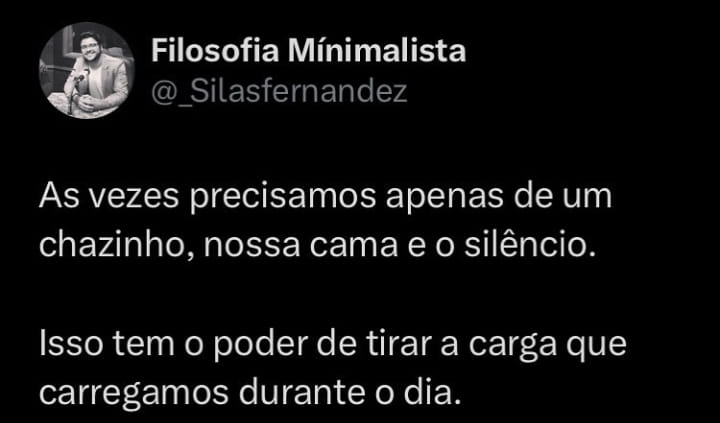 Filosofia Mínimalista
@_Silasfernandez
As vezes precisamos apenas de um
chazinho, nossa cama e o silêncio.
Isso tem o poder de tirar a carga que
carregamos durante o dia.